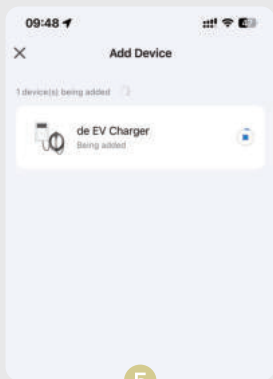 09:48
Add Device
1 device(s) being added
de EV Charger
Being added